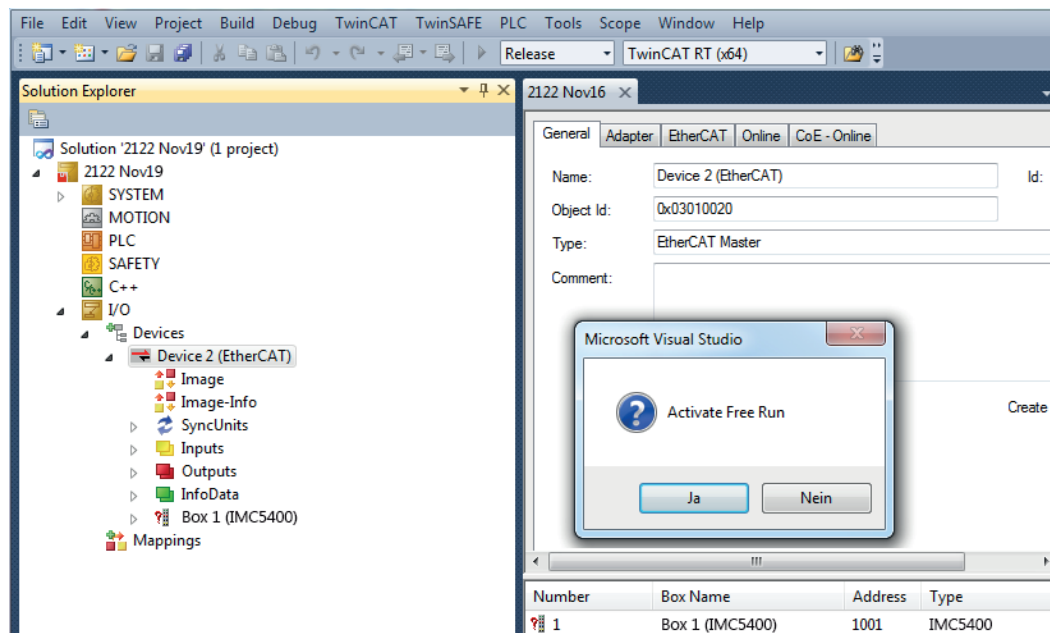 File Edit View Project Build Debug TwinCAT TwinSAFE PLC Tools Scope Window Help
Release TwinCAT RT (x64)
Solution Explorer
Solution '2122 Nov19' (1 project)
2122 Nov19
SYSTEM
MOTION
PLC
SAFETY
C++
I/O
Devices
Device 2 (EtherCAT)
Image
Image-Info
SyncUnits
Inputs
Outputs
InfoData
Box 1 (IMC5400)
Mappings
2122 Nov16
General Adapter EtherCAT Online CoE - Online
Name: Device 2 (EtherCAT) Id:
Object Id: 0x03010020
Type: EtherCAT Master
Comment:
Microsoft Visual Studio
Activate Free Run
Ja Nein
Create
Number Box Name Address Type
1 Box 1 (IMC5400) 1001 IMC5400